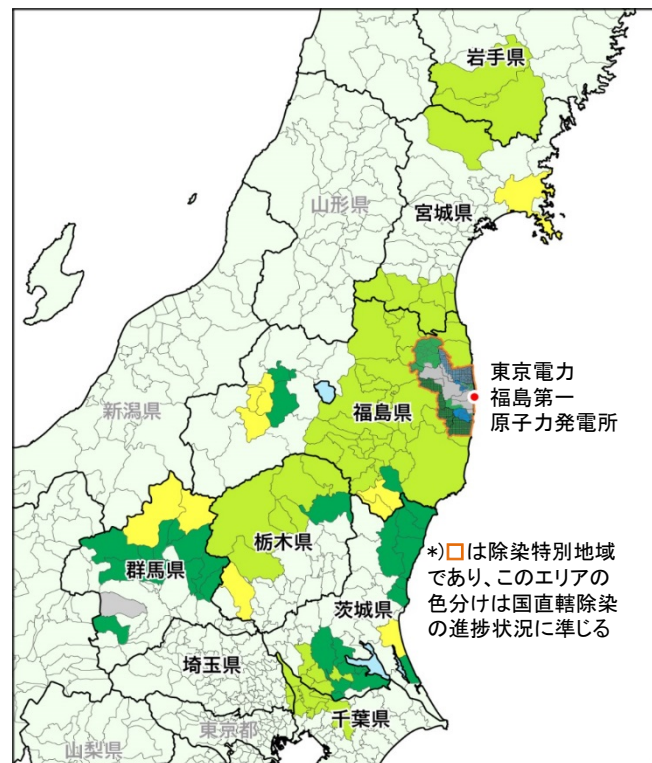 岩手県
山形県
宮城県
新潟県
福島県
東京電力
福島第一
原子力発電所
群馬県
栃木県
茨城県
*)□は除染特別地域
であり、このエリアの
色分けは国直轄除染
の進捗状況に準じる
埼玉県
東京都
千葉県
山梨県